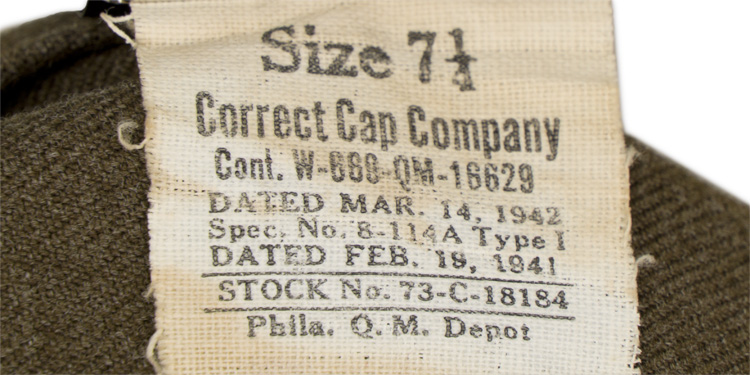 Size 7¼
Correct Cap Company
Cont. W-669-QM-16629
DATED MAR. 14, 1942
Spec. No. 8-114A Type I
DATED FEB. 19, 1941
STOCK No. 73-C-18184
Phila. Q. M. Depot